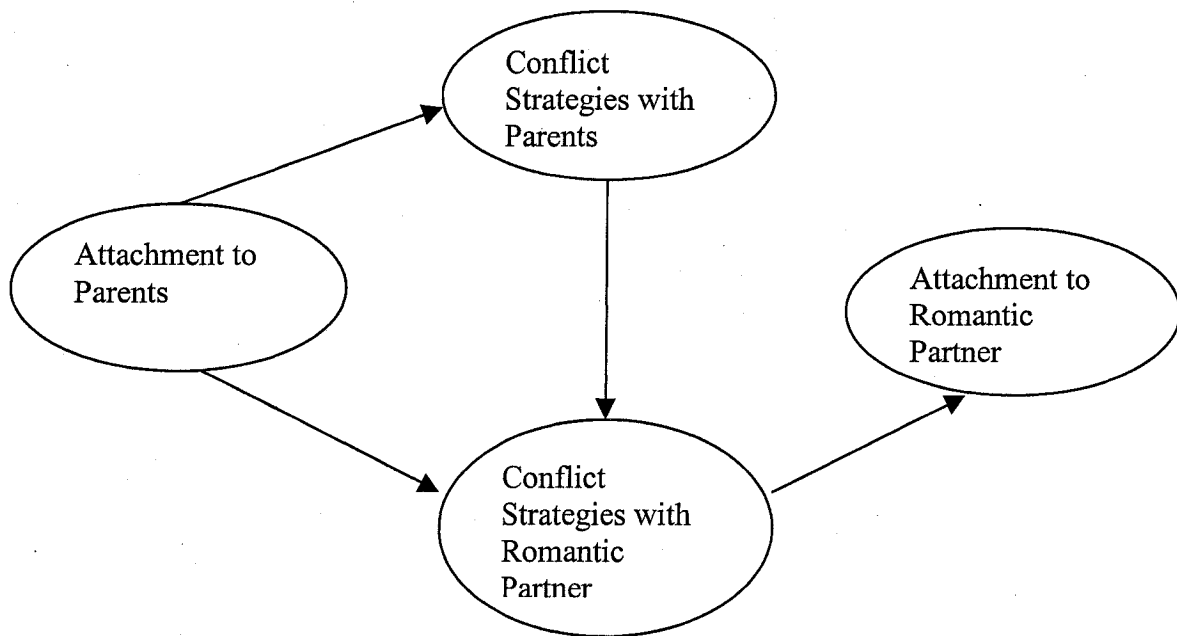 Conflict
Strategies with
Parents
Attachment to
Parents
Attachment to
Romantic
Partner
Conflict
Strategies with
Romantic
Partner